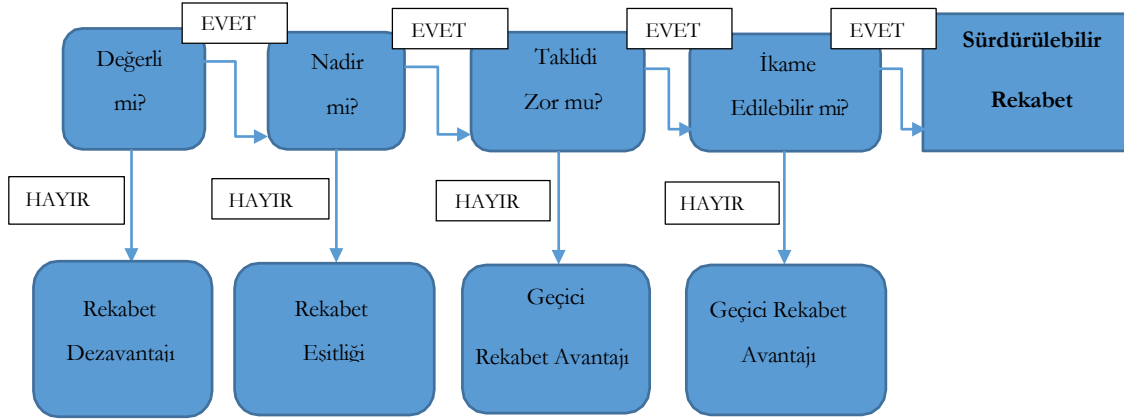 EVET
EVET
EVET
EVET
Değerli
mi?
Nadir
mi?
Taklidi
Zor mu?
İkame
Edilebilir mi?
Sürdürülebilir
Rekabet
HAYIR
HAYIR
HAYIR
HAYIR
Rekabet
Dezavantajı
Rekabet
Eşitliği
Geçici
Rekabet Avantajı
Geçici Rekabet
Avantajı